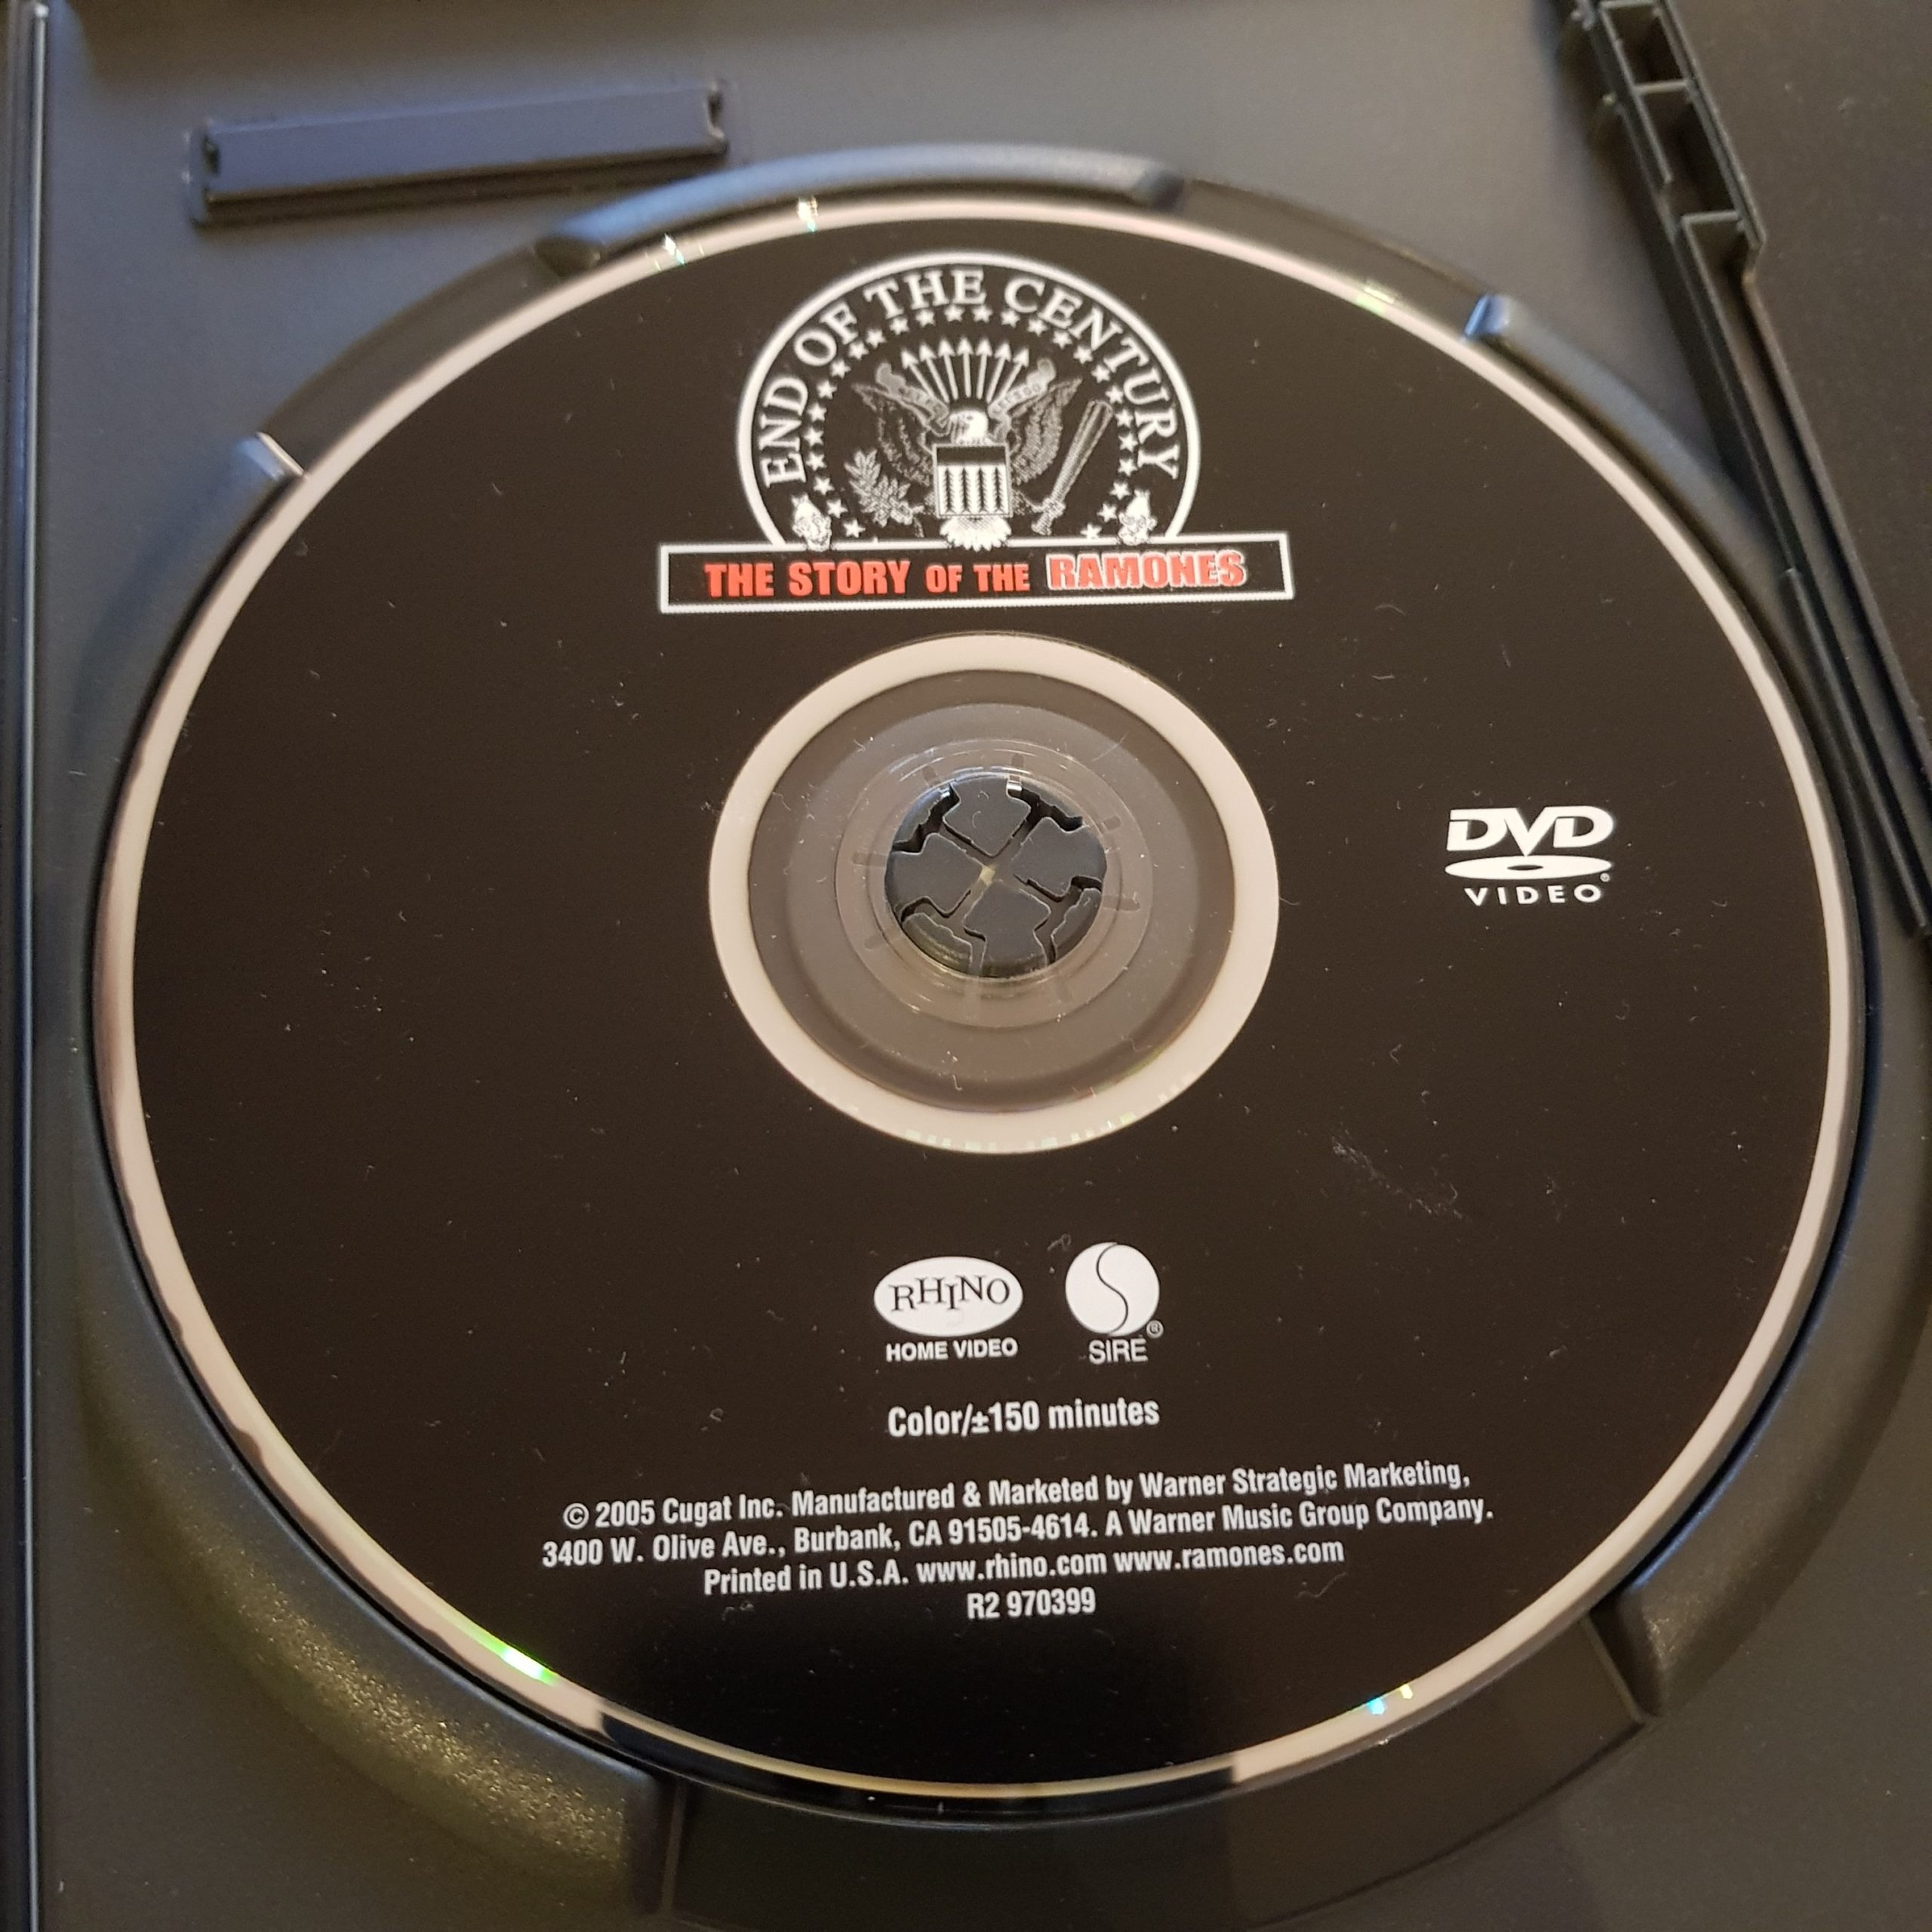 END OF THE CENTURY
THE STORY OF THE RAMONES
DVD
VIDEO
RHINO
HOME VIDEO
SIRE®
Color/±150 minutes
© 2005 Cugat Inc. Manufactured & Marketed by Warner Strategic Marketing,
3400 W. Olive Ave., Burbank, CA 91505-4614. A Warner Music Group Company.
Printed in U.S.A. www.rhino.com www.ramones.com
R2 970399